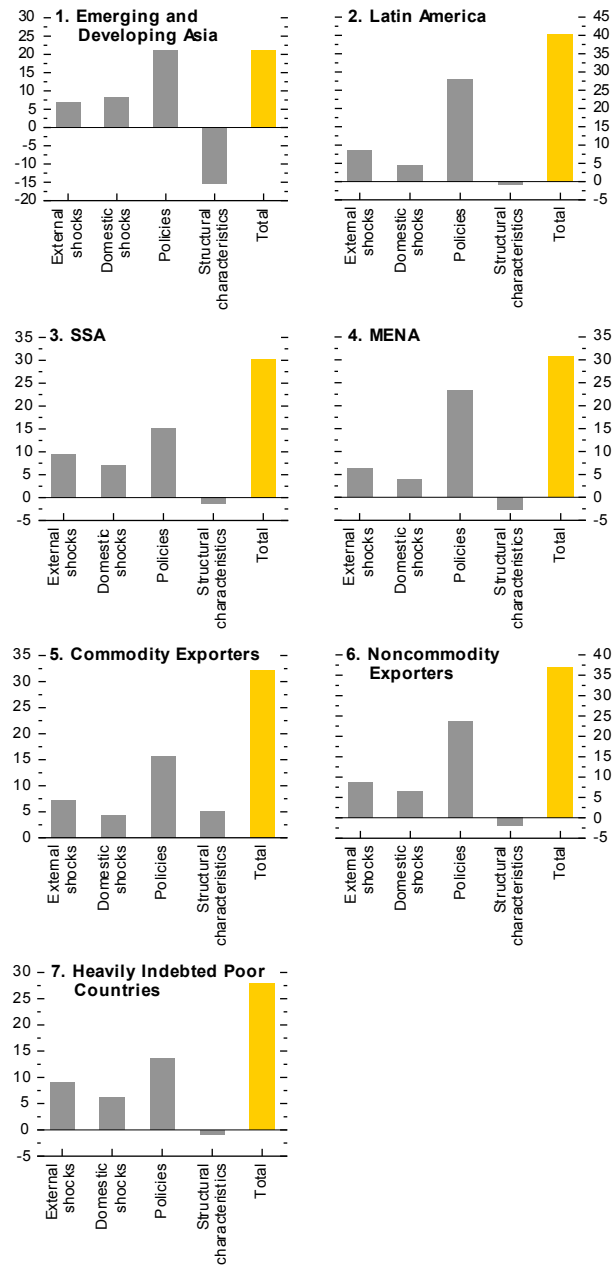 1. Emerging and
Developing Asia
30
25
20
15
10
5
0
-5
-10
-15
-20
External
shocks
Domestic
shocks
Policies
Structural
characteristics
Total
2. Latin America
45
40
35
30
25
20
15
10
5
0
-5
External
shocks
Domestic
shocks
Policies
Structural
characteristics
Total
3. SSA
35
30
25
20
15
10
5
0
-5
External
shocks
Domestic
shocks
Policies
Structural
characteristics
Total
4. MENA
35
30
25
20
15
10
5
0
-5
External
shocks
Domestic
shocks
Policies
Structural
characteristics
Total
5. Commodity Exporters
35
30
25
20
15
10
5
0
External
shocks
Domestic
shocks
Policies
Structural
characteristics
Total
6. Noncommodity
Exporters
40
35
30
25
20
15
10
5
0
-5
External
shocks
Domestic
shocks
Policies
Structural
characteristics
Total
7. Heavily Indebted Poor
Countries
30
25
20
15
10
5
0
-5
External
shocks
Domestic
shocks
Policies
Structural
characteristics
Total